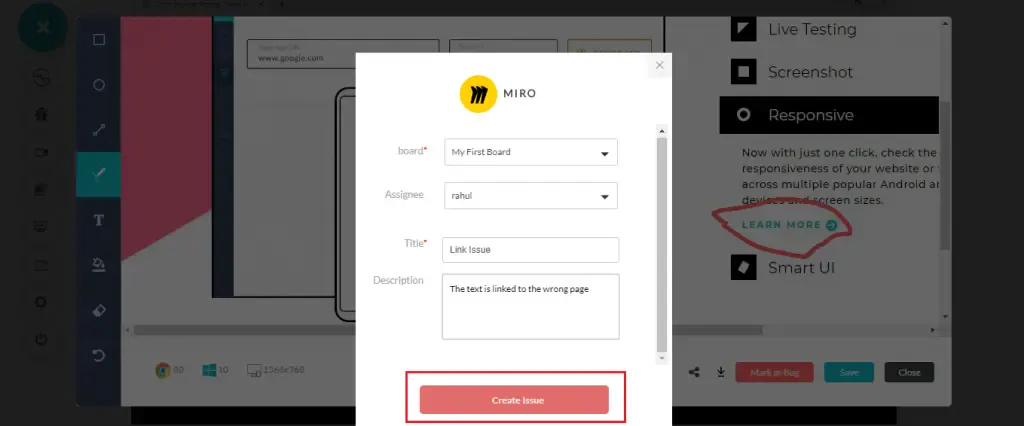 www.google.com
MIRO
board*
My First Board
Assignee
rahul
Title*
Link Issue
Description
The text is linked to the wrong page
Create Issue
Live Testing
Screenshot
Responsive
Now with just one click, check the
responsiveness of your website or
across multiple popular Android
devices and screen sizes.
LEARN MORE
Smart UI
T
80
10
1366x768
Mark as Bug
Save
Close